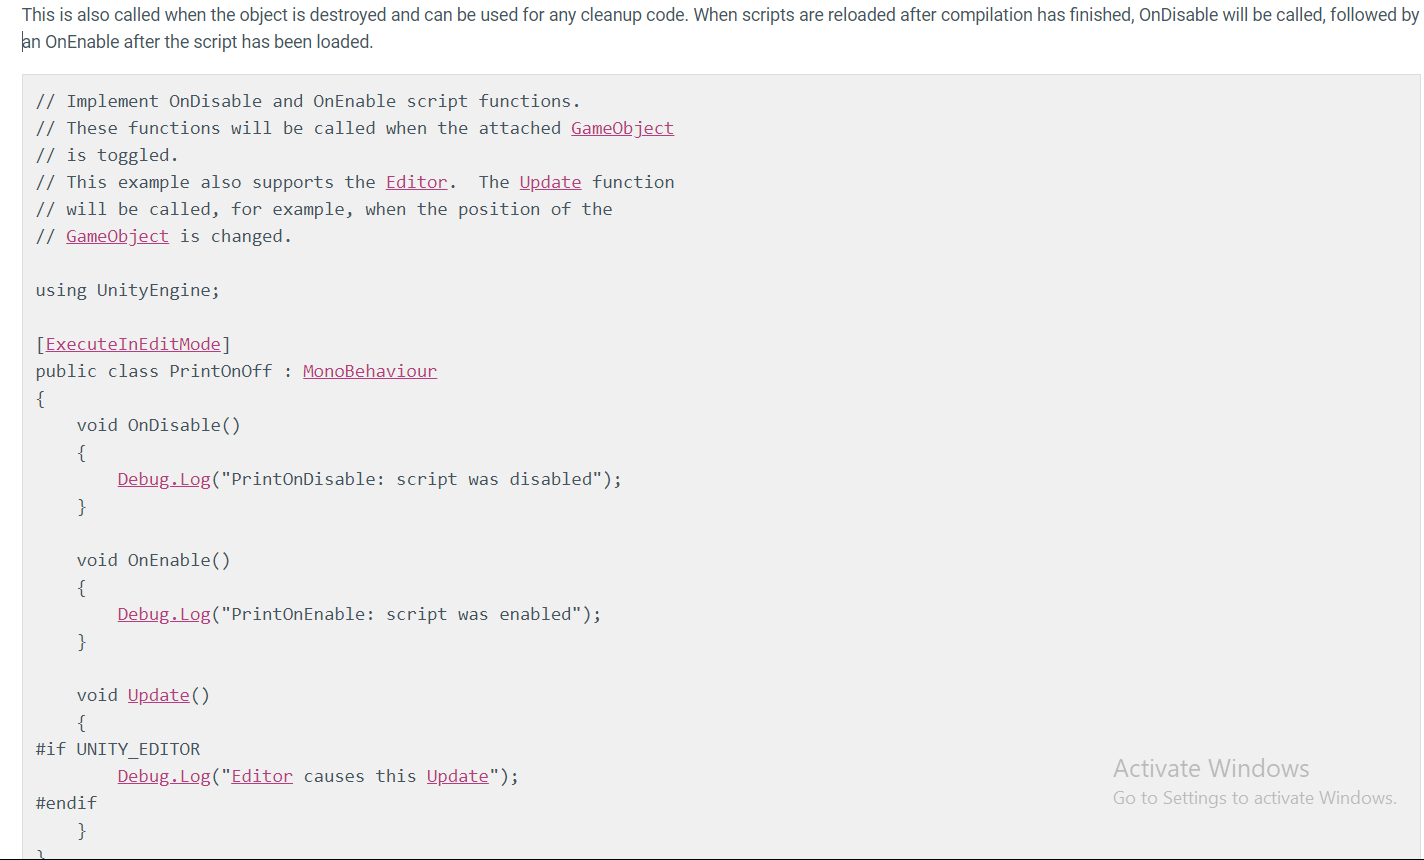 This is also called when the object is destroyed and can be used for any cleanup code. When scripts are reloaded after compilation has finished, OnDisable will be called, followed by
an OnEnable after the script has been loaded.
// Implement OnDisable and OnEnable script functions.
// These functions will be called when the attached GameObject
// is toggled.
// This example also supports the Editor.  The Update function
// will be called, for example, when the position of the
// GameObject is changed.

using UnityEngine;

[ExecuteInEditMode]
public class PrintOnOff : MonoBehaviour
{
    void OnDisable()
    {
        Debug.Log("PrintOnDisable: script was disabled");
    }

    void OnEnable()
    {
        Debug.Log("PrintOnEnable: script was enabled");
    }

    void Update()
    {
#if UNITY_EDITOR
        Debug.Log("Editor causes this Update");
#endif
    }
}
Activate Windows
Go to Settings to activate Windows.